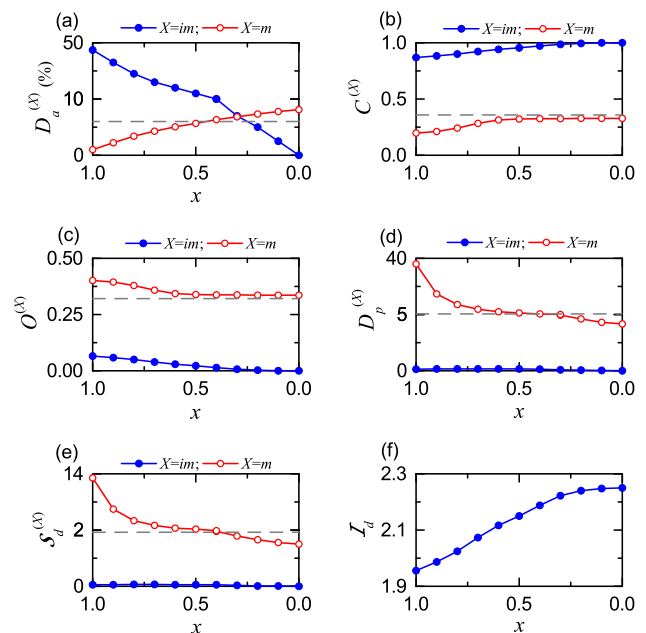 (a)
X=im; X=m
50
10
0
D_a^(X) (%)
1.0 0.5 0.0
x
(b)
X=im; X=m
1.0
0.5
0.0
C^(X)
1.0 0.5 0.0
x
(c)
X=im; X=m
0.50
0.25
0.00
O^(X)
1.0 0.5 0.0
x
(d)
X=im; X=m
40
5
0
D_p^(X)
1.0 0.5 0.0
x
(e)
X=im; X=m
14
2
0
S_d^(X)
1.0 0.5 0.0
x
(f)
2.3
2.1
1.9
I_d
1.0 0.5 0.0
x